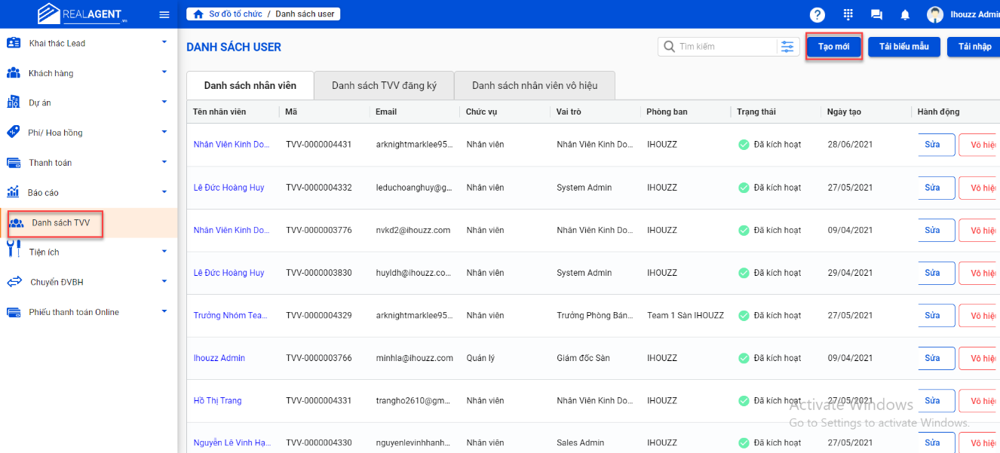 REALAGENT.vn
Sơ đồ tổ chức / Danh sách user
Ihouzz Admin
Khai thác Lead
Khách hàng
Dự án
Phí/ Hoa hồng
Thanh toán
Báo cáo
Danh sách TVV
Tiện ích
Chuyển ĐVBH
Phiếu thanh toán Online
DANH SÁCH USER
Tìm kiếm
Tạo mới
Tải biểu mẫu
Tải nhập
Danh sách nhân viên
Danh sách TVV đăng ký
Danh sách nhân viên vô hiệu
Tên nhân viên Mã Email Chức vụ Vai trò Phòng ban Trạng thái Ngày tạo Hành động
Nhân Viên Kinh Do... TVV-0000004431 arknightmarklee95... Nhân viên Nhân Viên Kinh Do... IHOUZZ Đã kích hoạt 28/06/2021 Sửa Vô hiệ
Lê Đức Hoàng Huy TVV-0000004332 leduchoanghuy@g... Nhân viên System Admin IHOUZZ Đã kích hoạt 27/05/2021 Sửa Vô hiệ
Nhân Viên Kinh Do... TVV-0000003776 nvkd2@ihouzz.com Nhân viên Nhân Viên Kinh Do... IHOUZZ Đã kích hoạt 09/04/2021 Sửa Vô hiệ
Lê Đức Hoàng Huy TVV-0000003830 huyldh@ihouzz.co... Nhân viên System Admin IHOUZZ Đã kích hoạt 29/04/2021 Sửa Vô hiệ
Trưởng Nhóm Tea... TVV-0000004329 arknightmarklee95... Nhân viên Trưởng Phòng Bán... Team 1 Sàn IHOUZZ Đã kích hoạt 27/05/2021 Sửa Vô hiệ
Ihouzz Admin TVV-0000003766 minhla@ihouzz.com Quản lý Giám đốc Sàn IHOUZZ Đã kích hoạt 09/04/2021 Sửa Vô hiệ
Hồ Thị Trang TVV-0000004331 trangho2610@gm... Nhân viên Nhân Viên Kinh Do... IHOUZZ Đã kích hoạt 27/05/2021 Sửa Vô hiệ
Nguyễn Lê Vinh Hạ... TVV-0000004330 nguyenlevinhhanh... Nhân viên Sales Admin IHOUZZ Đã kích hoạt 27/05/2021 Sửa Vô hiệ
Activate Windows
Go to Settings to activate Windows.